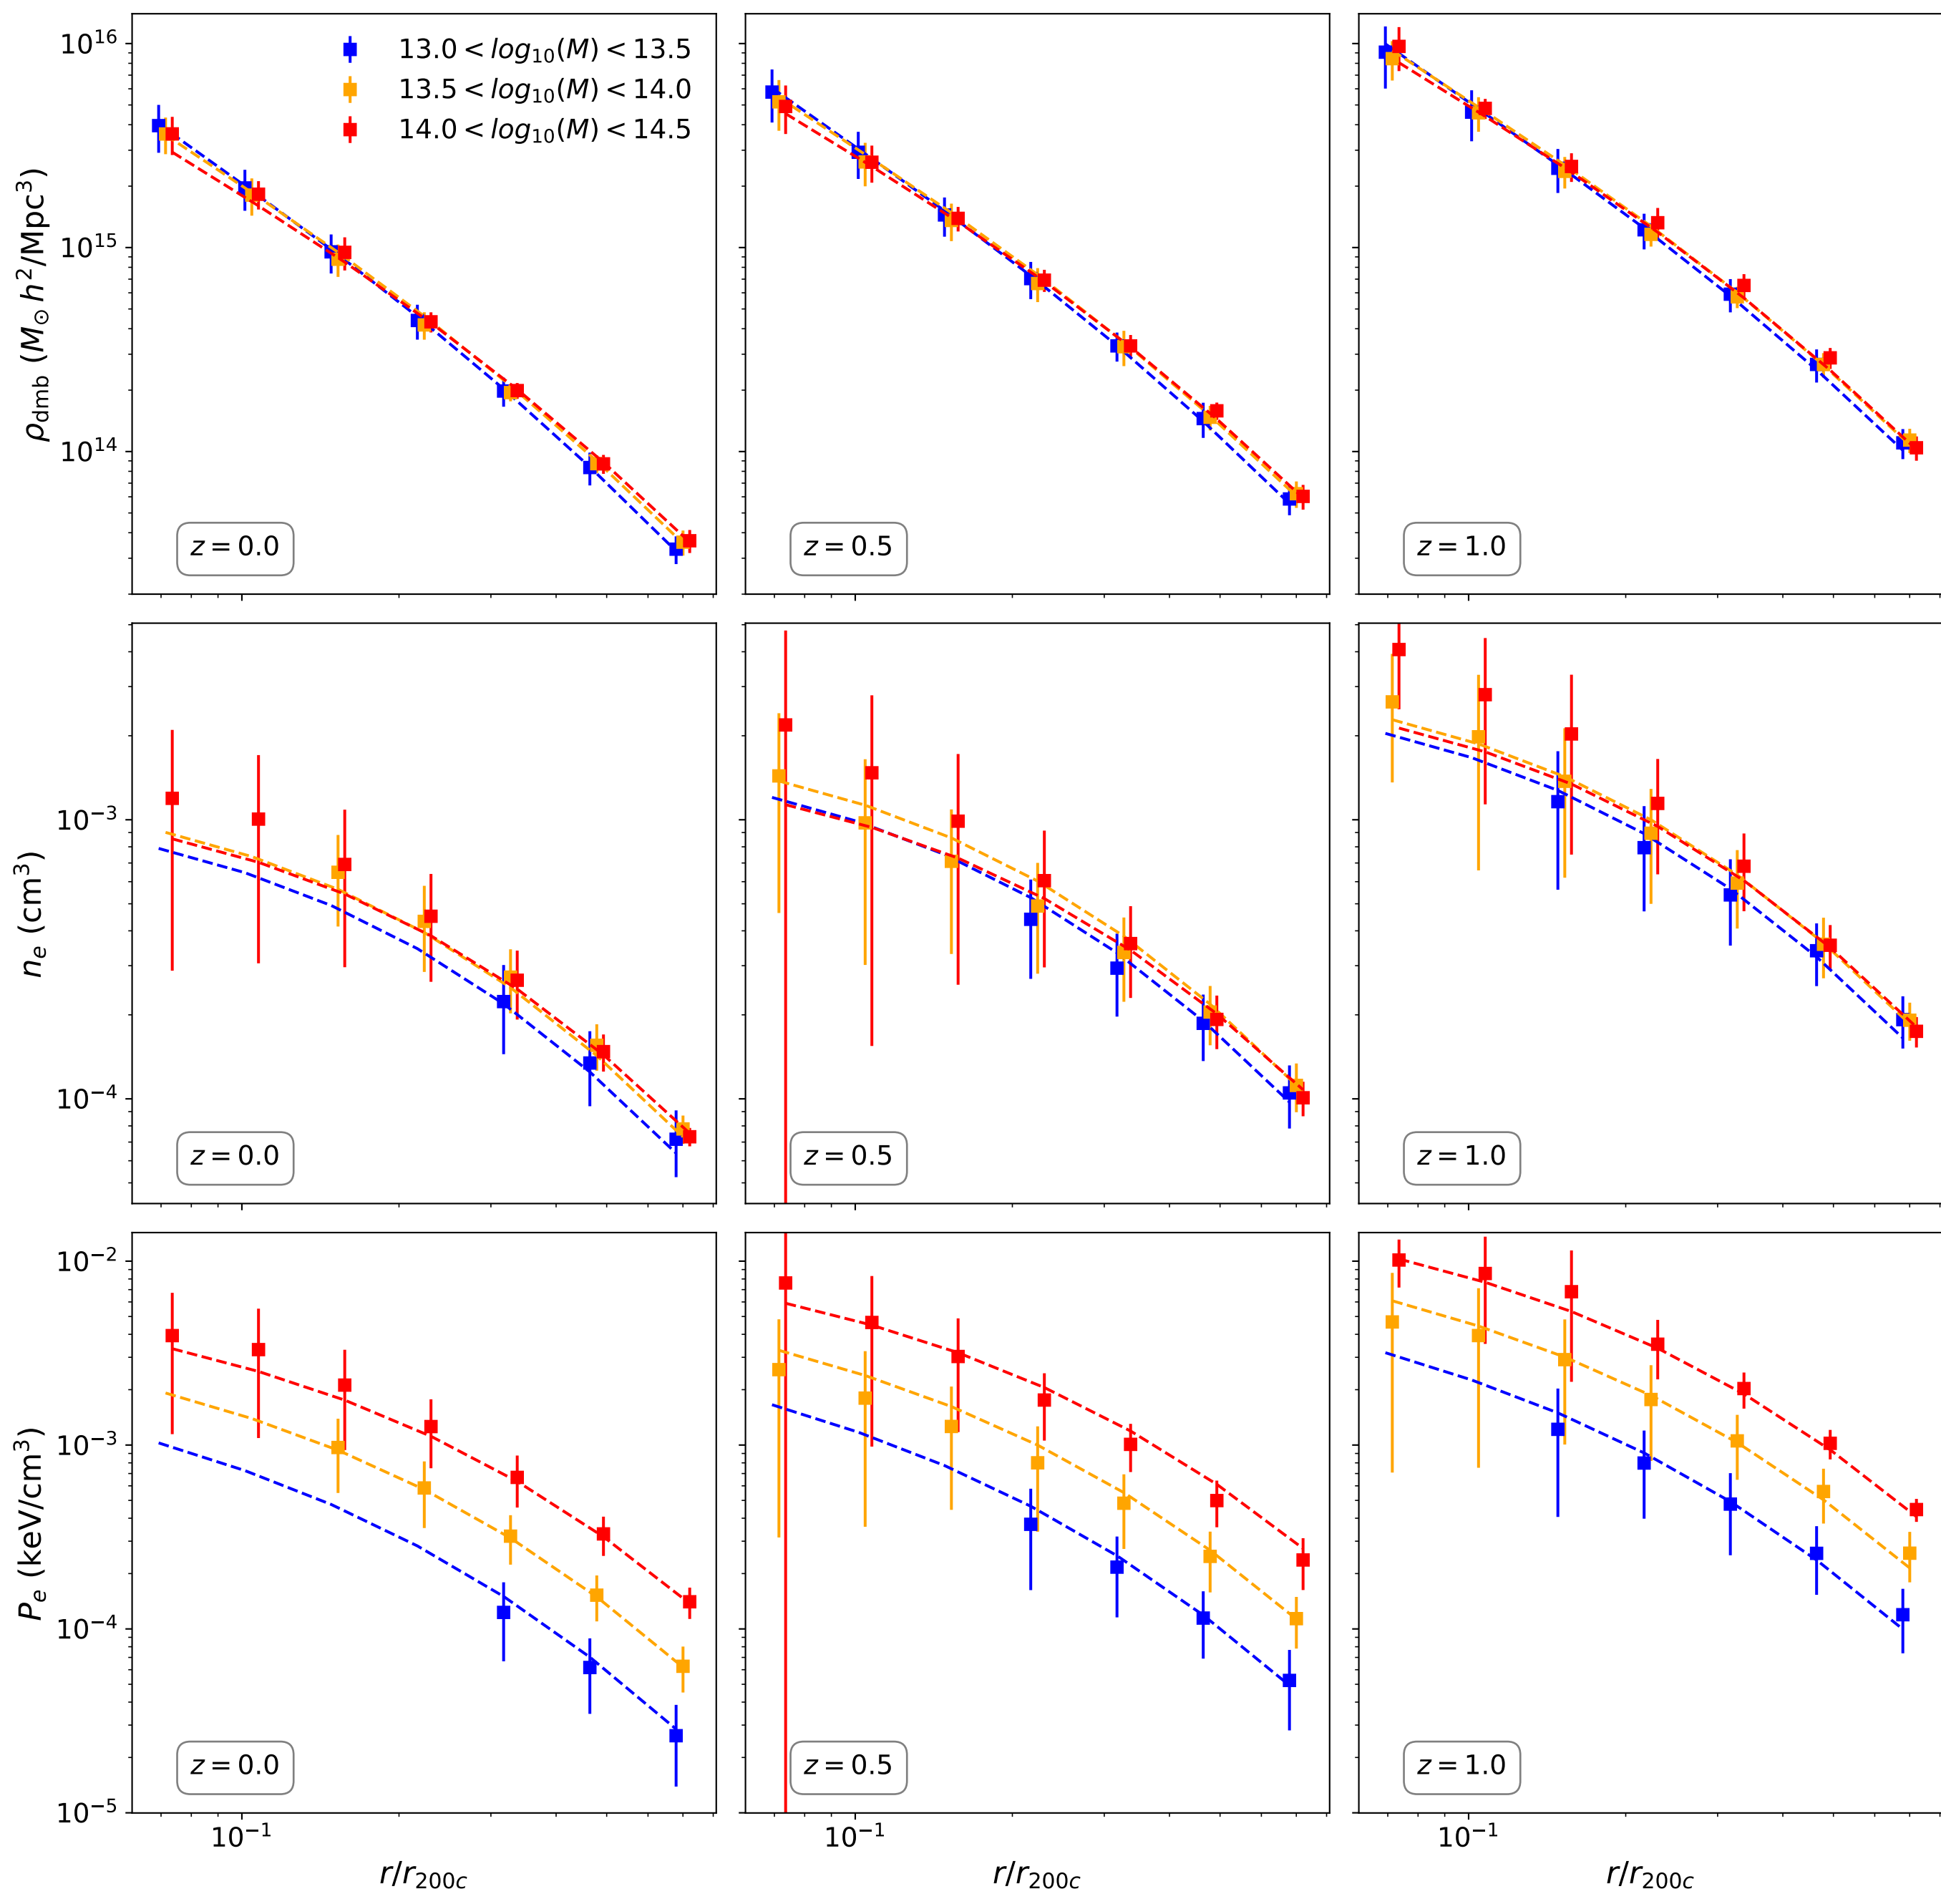 10^16
10^15
10^14
ρ_dmb (M_⊙ h^2/Mpc^3)
13.0 < log_10(M) < 13.5
13.5 < log_10(M) < 14.0
14.0 < log_10(M) < 14.5
z = 0.0
z = 0.5
z = 1.0
10^-3
10^-4
n_e (cm^3)
z = 0.0
z = 0.5
z = 1.0
10^-2
10^-3
10^-4
10^-5
P_e (keV/cm^3)
z = 0.0
z = 0.5
z = 1.0
10^-1
10^-1
10^-1
r/r_200c
r/r_200c
r/r_200c